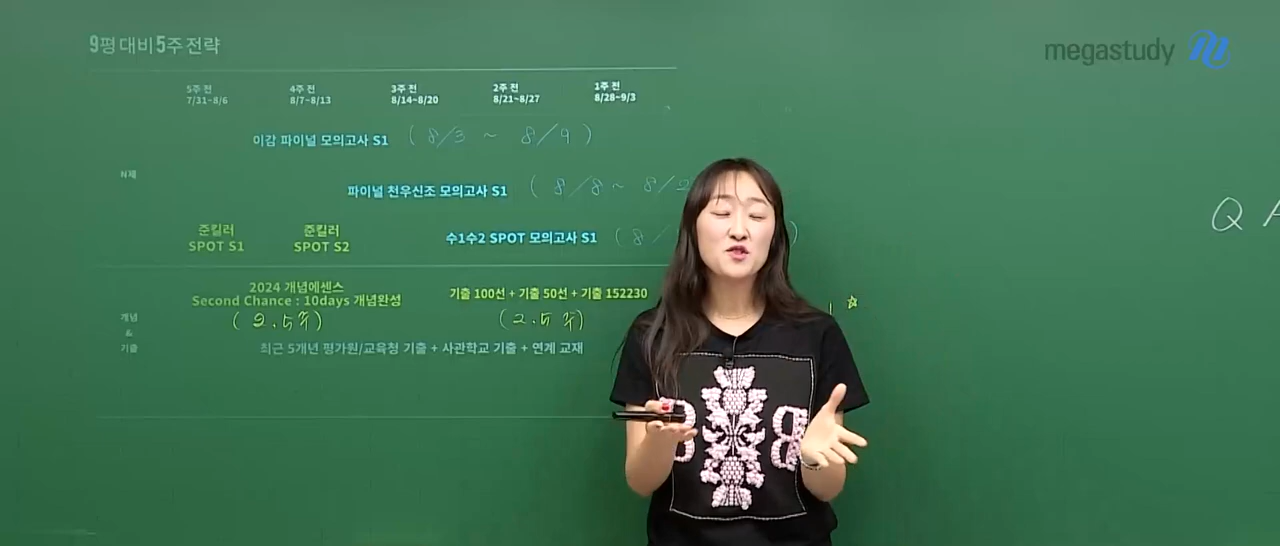 9평 대비 5주 전략
megastudy
5주 전 4주 전 3주 전 2주 전 1주 전
7/31~8/6 8/7~8/13 8/14~8/20 8/21~8/27 8/28~9/3
이감 파이널 모의고사 S1 ( 8/3 ~ 8/9 )
N제
파이널 천우신조 모의고사 S1 ( 8/8 ~ 8/2
준킬러 준킬러
SPOT S1 SPOT S2
수1수2 SPOT 모의고사 S1 ( 8/ )
Q
2024 개념에센스
Second Chance : 10days 개념완성
기출 100선 + 기출 50선 + 기출 152230
( 2.5주 ) ( 2.5주 )
개념
&
기출
최근 5개년 평가원/교육청 기출 + 사관학교 기출 + 연계 교재